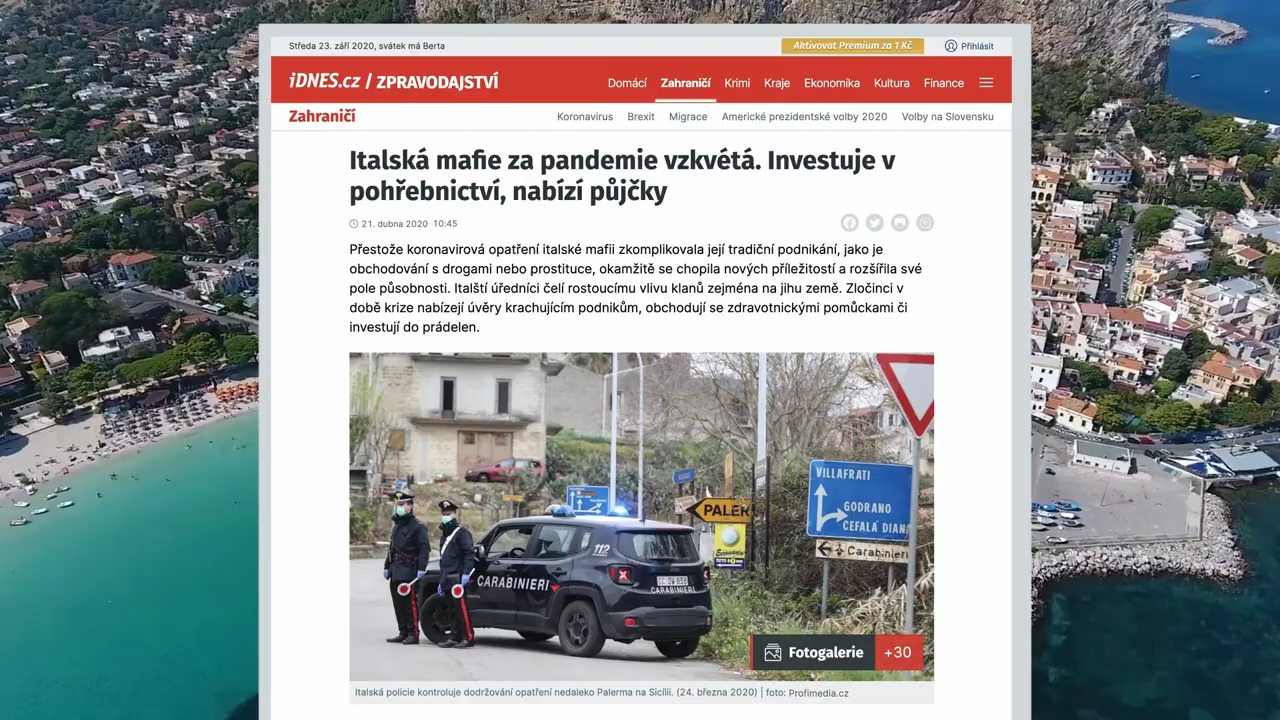 Středa 23. září 2020, svátek má Berta
Aktivovat Premium za 1 Kč
Přihlásit
iDNES.cz / ZPRAVODAJSTVÍ
Domácí Zahraničí Krimi Kraje Ekonomika Kultura Finance
Zahraničí
Koronavirus Brexit Migrace Americké prezidentské volby 2020 Volby na Slovensku
Italská mafie za pandemie vzkvétá. Investuje v
pohřebnictví, nabízí půjčky
21. dubna 2020 10:45
Přestože koronavirová opatření italské mafii zkomplikovala její tradiční podnikání, jako je
obchodování s drogami nebo prostituce, okamžitě se chopila nových příležitostí a rozšířila své
pole působnosti. Italští úředníci čelí rostoucímu vlivu klanů zejména na jihu země. Zločinci v
době krize nabízejí úvěry krachujícím podnikům, obchodují se zdravotnickými pomůckami či
investují do prádelen.
VILLAFRATI
GODRANO
CEFALÀ DIANA
PALER
Carabinieri
112
CARABINIERI
CARABINIERI
Fotogalerie +30
Italská policie kontroluje dodržování opatření nedaleko Palerma na Sicílii. (24. března 2020) | foto: Profimedia.cz